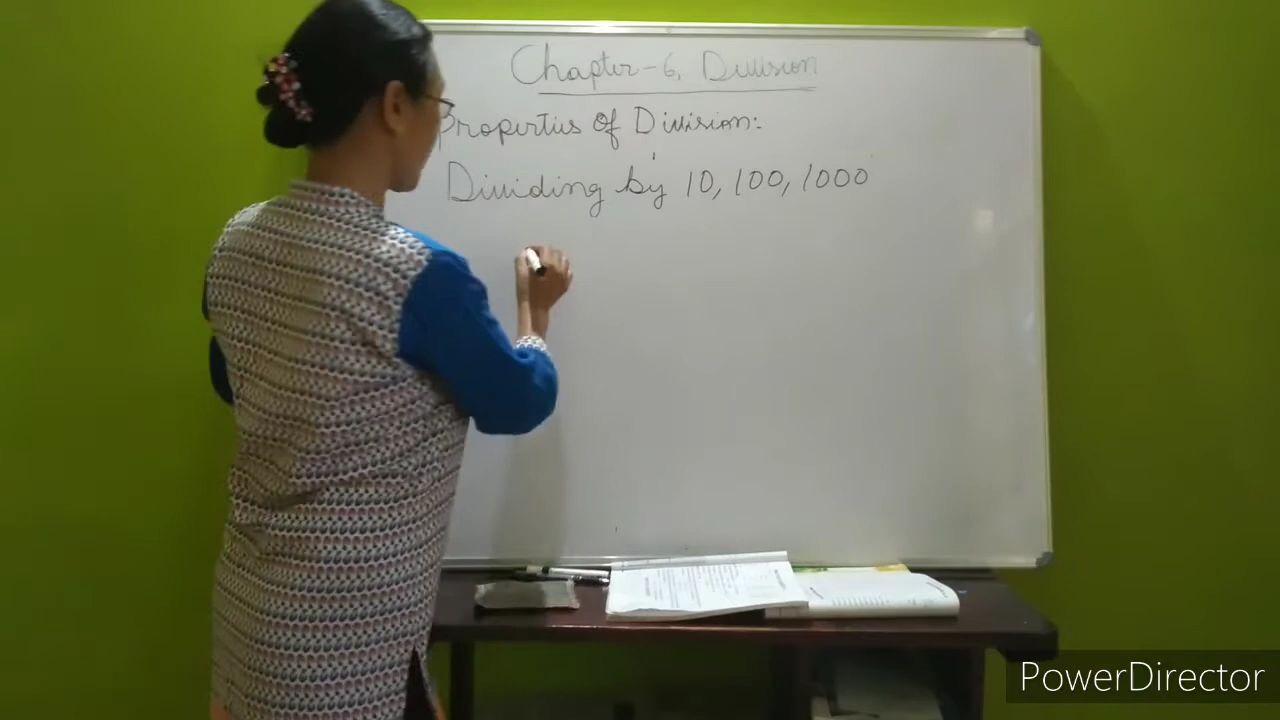 Chapter-6, Division
Properties of Division:
Dividing by 10, 100, 1000
PowerDirector